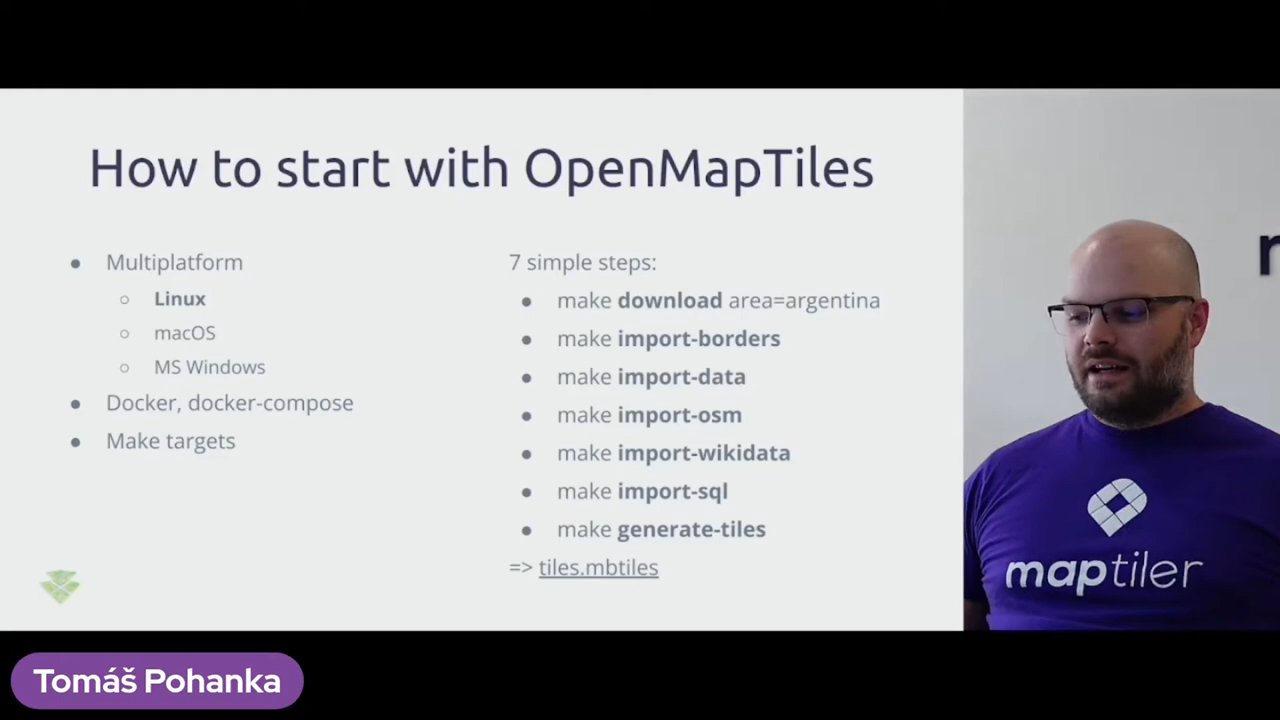 How to start with OpenMapTiles
● Multiplatform
○ Linux
○ macOS
○ MS Windows
● Docker, docker-compose
● Make targets
7 simple steps:
● make download area=argentina
● make import-borders
● make import-data
● make import-osm
● make import-wikidata
● make import-sql
● make generate-tiles
=> tiles.mbtiles
maptiler
Tomáš Pohanka